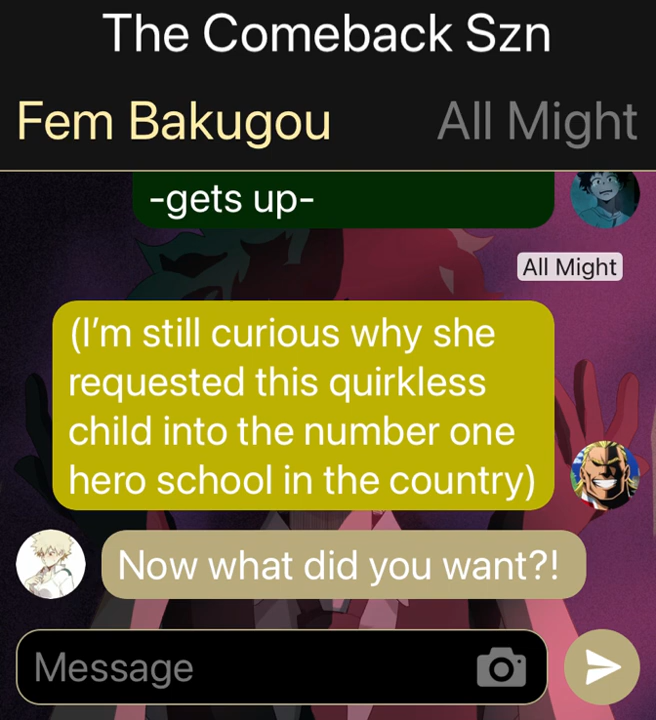 The Comeback Szn
Fem Bakugou All Might
-gets up-
All Might
(I’m still curious why she
requested this quirkless
child into the number one
hero school in the country)
Now what did you want?!
Message